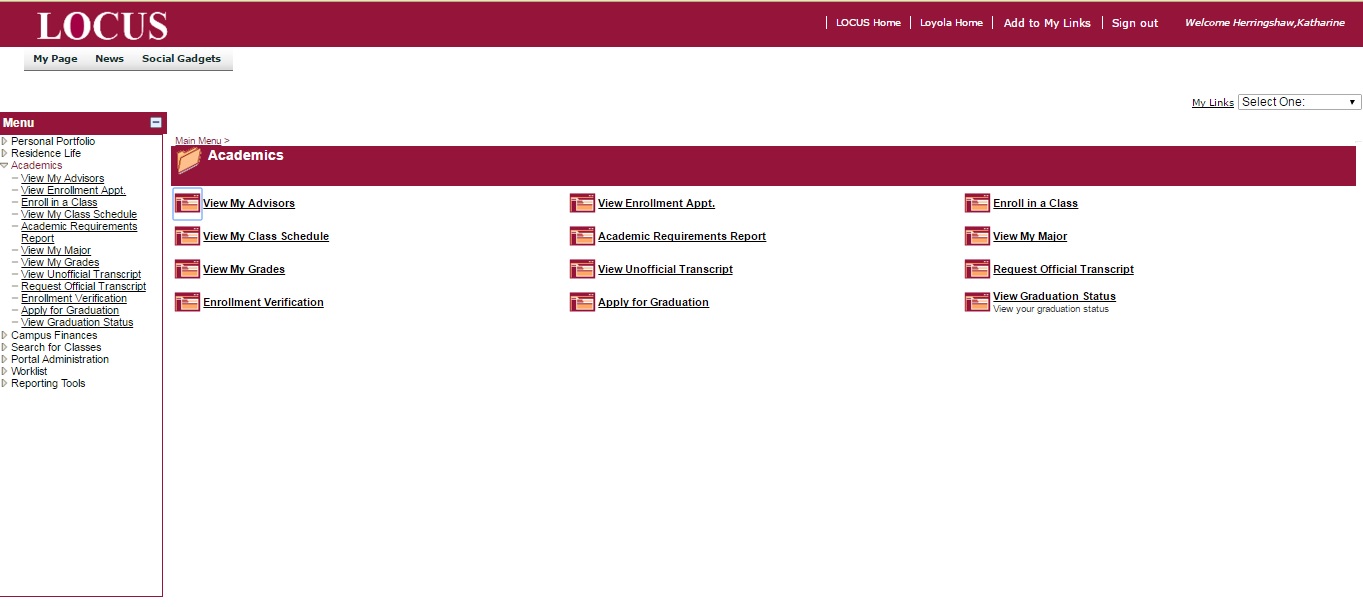 LOCUS
LOCUS Home
Loyola Home
Add to My Links
Sign out
Welcome Herringshaw,Katharine
My Page
News
Social Gadgets
My Links
Select One:
Menu
Personal Portfolio
Residence Life
Academics
View My Advisors
View Enrollment Appt.
Enroll in a Class
View My Class Schedule
Academic Requirements
Report
View My Major
View My Grades
View Unofficial Transcript
Request Official Transcript
Enrollment Verification
Apply for Graduation
View Graduation Status
Campus Finances
Search for Classes
Portal Administration
Worklist
Reporting Tools
Main Menu >
Academics
View My Advisors
View Enrollment Appt.
Enroll in a Class
View My Class Schedule
Academic Requirements Report
View My Major
View My Grades
View Unofficial Transcript
Request Official Transcript
Enrollment Verification
Apply for Graduation
View Graduation Status
View your graduation status